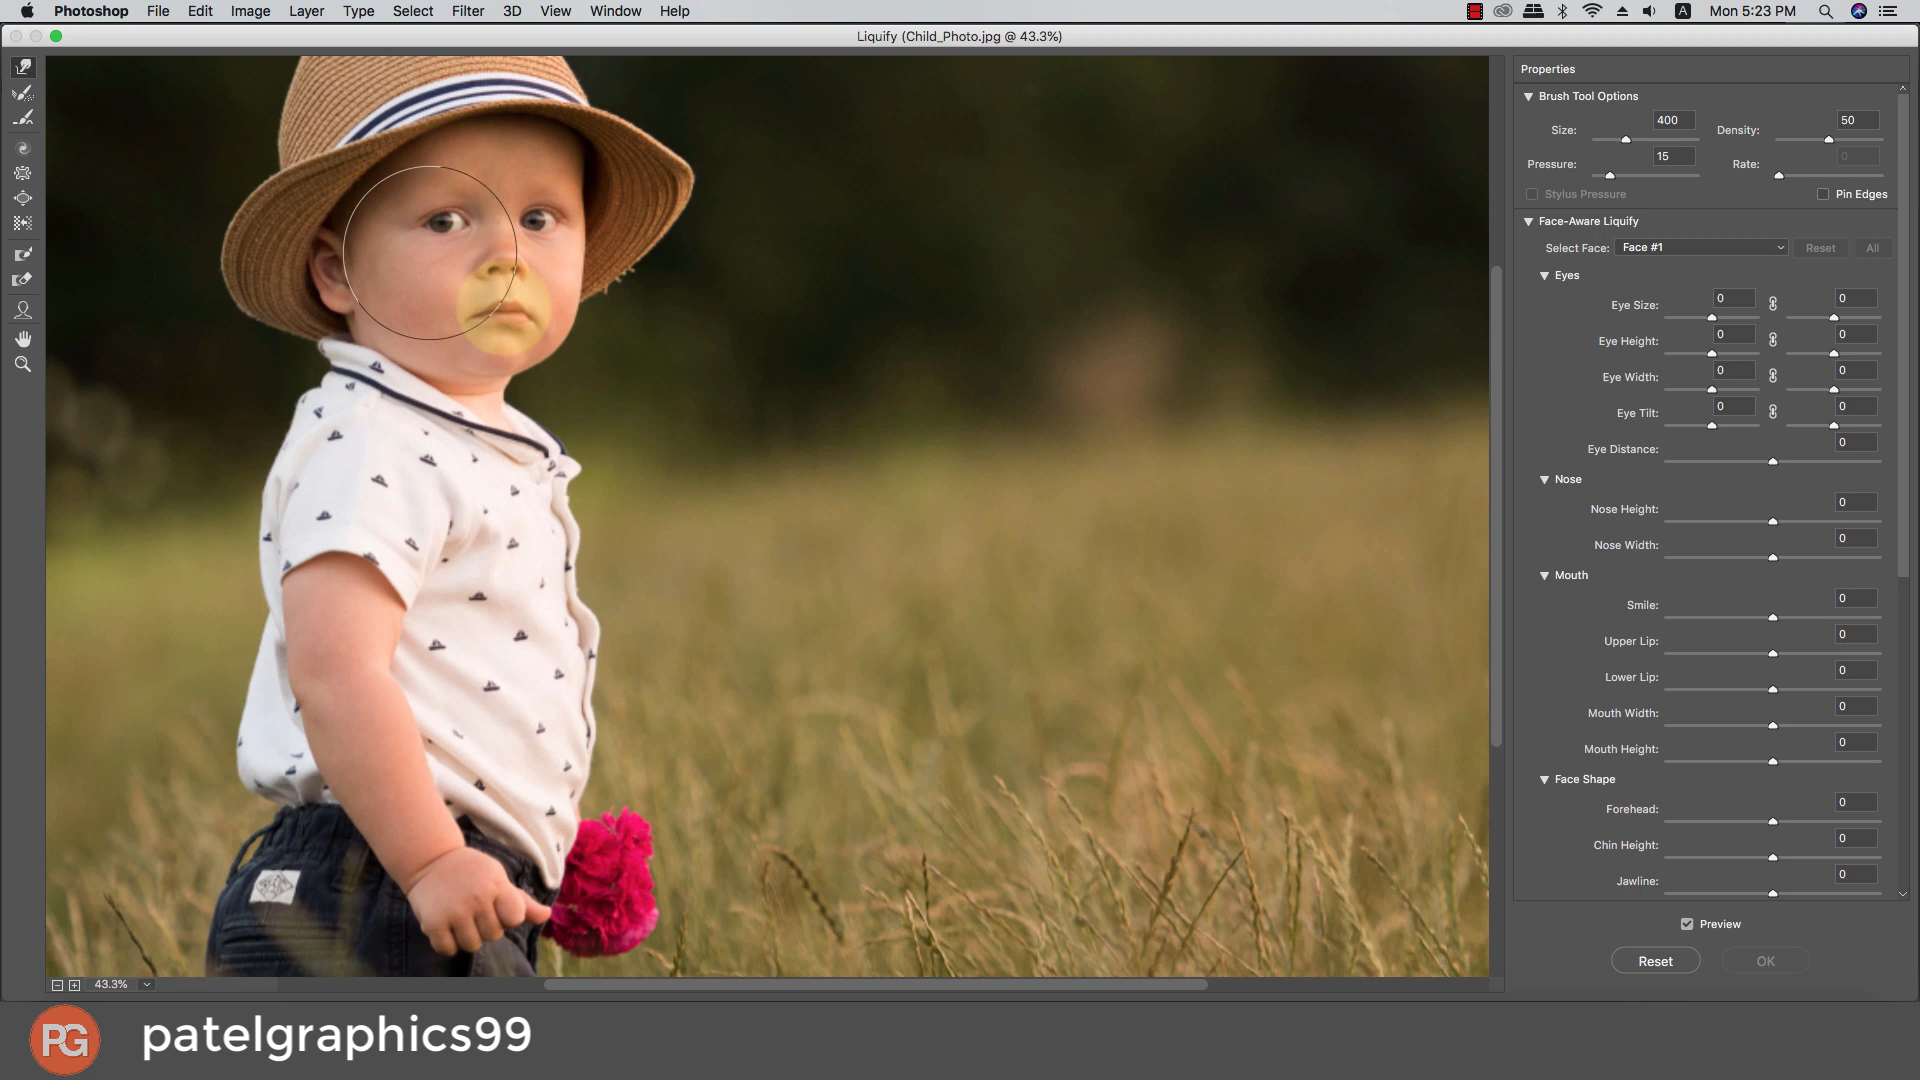 Photoshop File Edit Image Layer Type Select Filter 3D View Window Help A Mon 5:23 PM
Liquify (Child_Photo.jpg @ 43.3%)
Properties
Brush Tool Options
Size: 400 Density: 50
Pressure: 15 Rate: 0
Stylus Pressure Pin Edges
Face-Aware Liquify
Select Face: Face #1 Reset All
Eyes
Eye Size: 0 0
Eye Height: 0 0
Eye Width: 0 0
Eye Tilt: 0 0
Eye Distance: 0
Nose
Nose Height: 0
Nose Width: 0
Mouth
Smile: 0
Upper Lip: 0
Lower Lip: 0
Mouth Width: 0
Mouth Height: 0
Face Shape
Forehead: 0
Chin Height: 0
Jawline: 0
Preview
Reset OK
43.3%
PG patelgraphics99